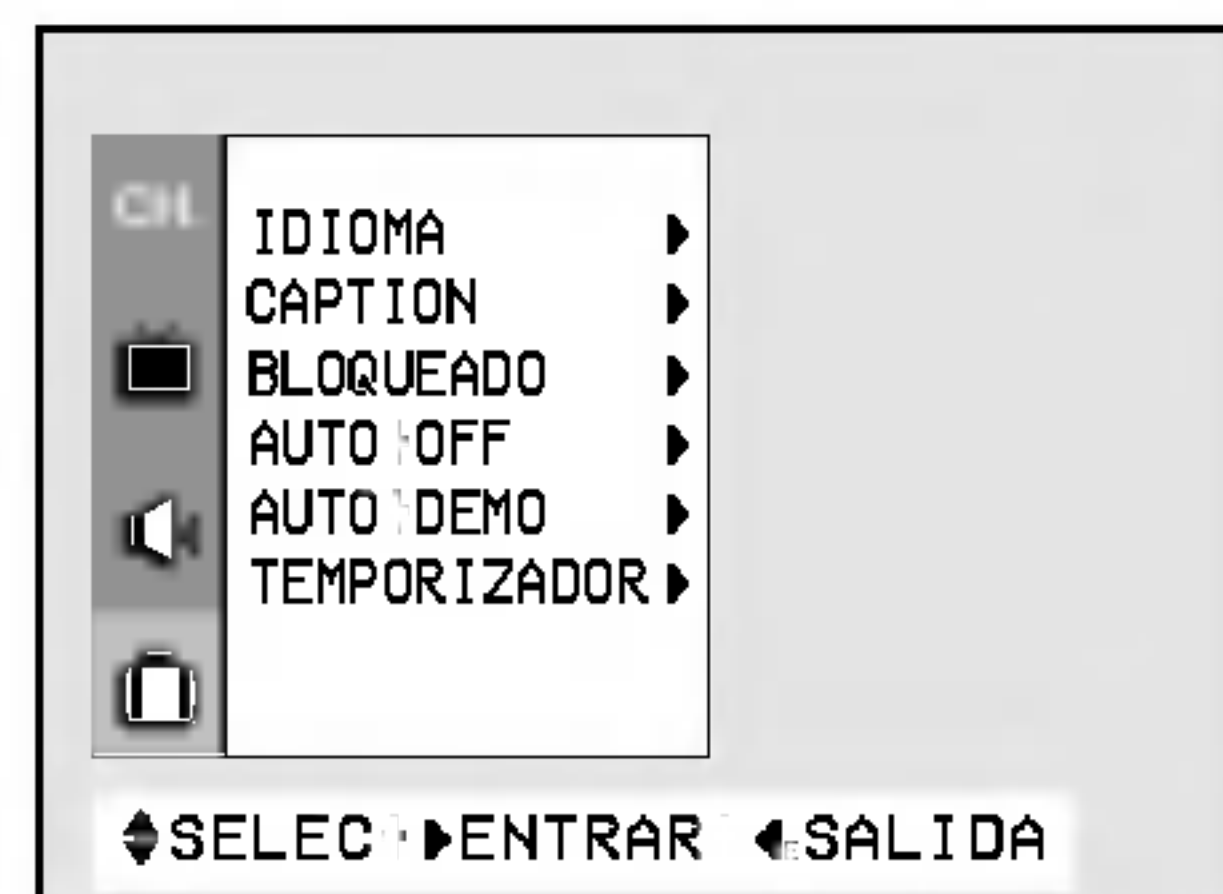 CH.
IDIOMA
CAPTION
BLOQUEADO
AUTO OFF
AUTO DEMO
TEMPORIZADOR
SELEC ENTRAR SALIDA